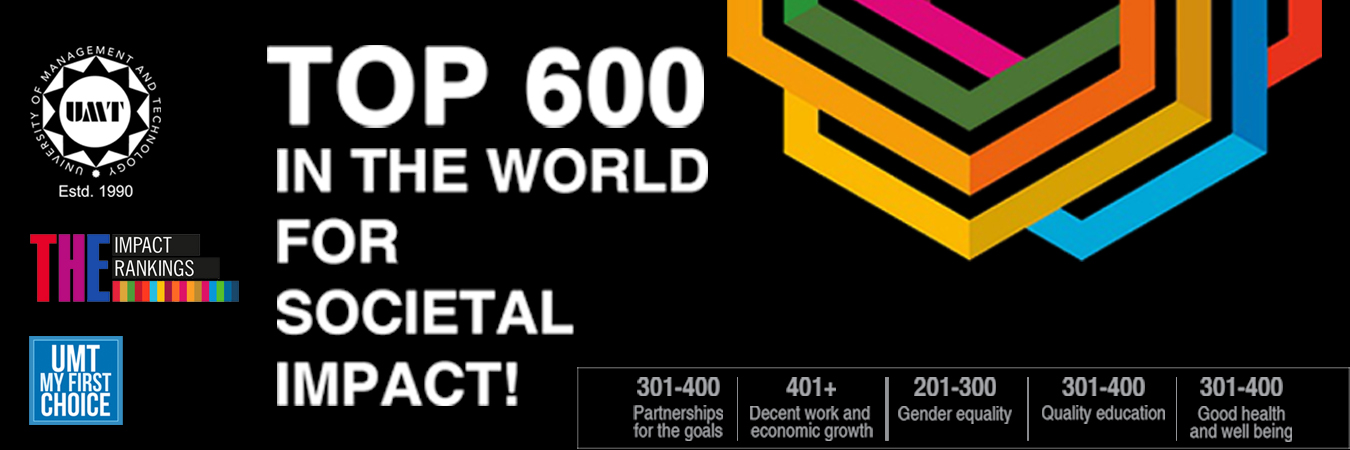 UNIVERSITY OF MANAGEMENT AND TECHNOLOGY
UMT
Estd. 1990
THE IMPACT
RANKINGS
UMT
MY FIRST
CHOICE
TOP 600
IN THE WORLD
FOR
SOCIETAL
IMPACT!
301-400
Partnerships
for the goals
401+
Decent work and
economic growth
201-300
Gender equality
301-400
Quality education
301-400
Good health
and well being